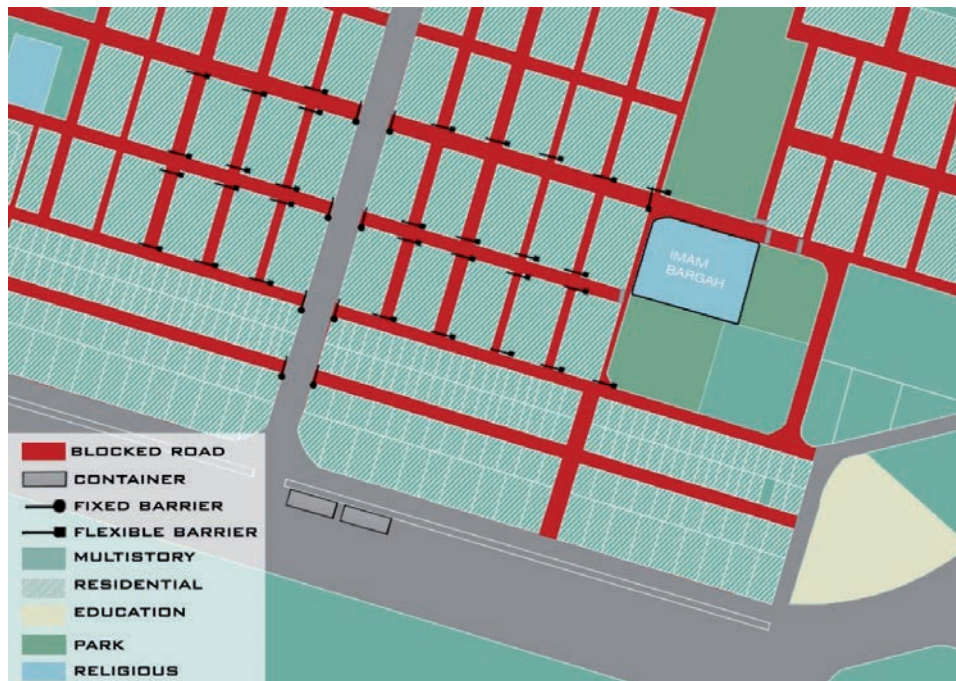 IMAM
BARGAH
BLOCKED ROAD
CONTAINER
FIXED BARRIER
FLEXIBLE BARRIER
MULTISTORY
RESIDENTIAL
EDUCATION
PARK
RELIGIOUS